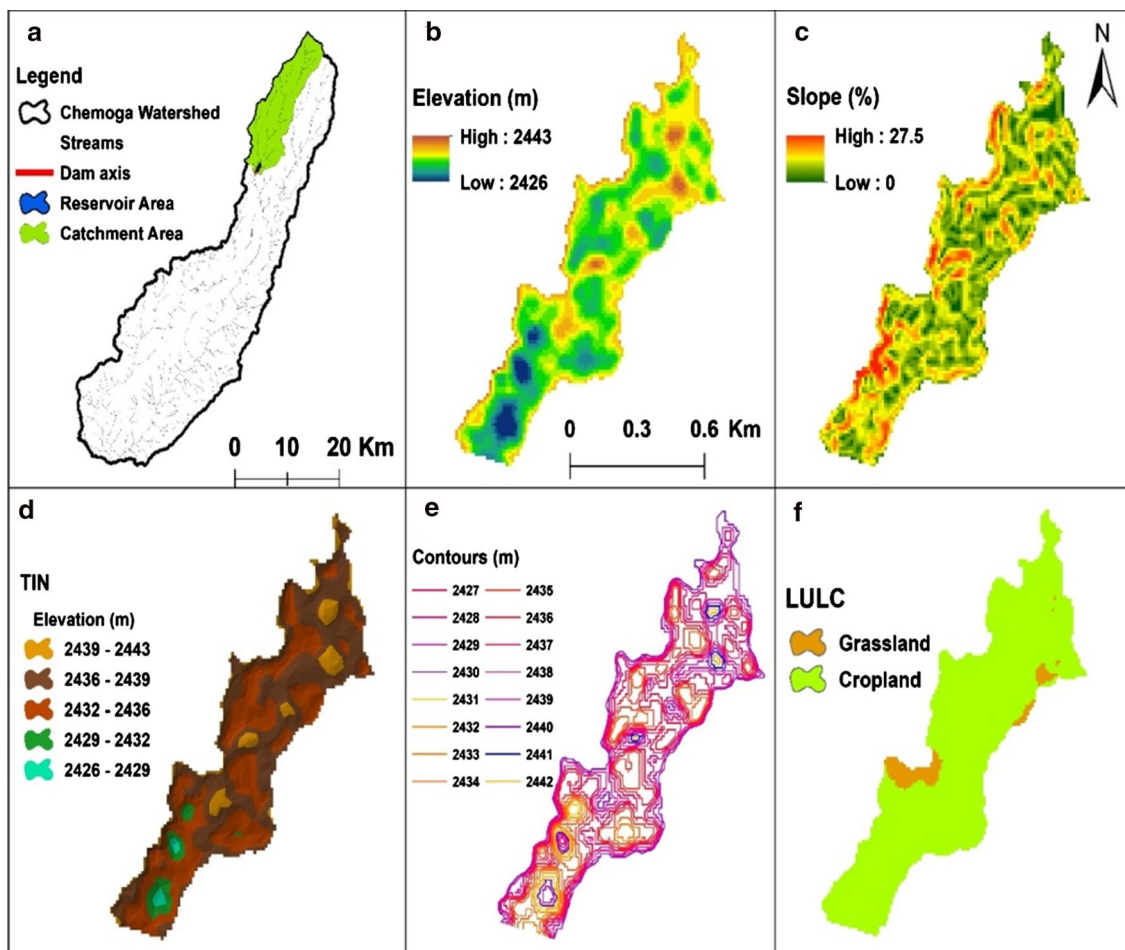 a
Legend
Chemoga Watershed
Streams
Dam axis
Reservoir Area
Catchment Area
0 10 20 Km
b
Elevation (m)
High : 2443
Low : 2426
0 0.3 0.6 Km
c
N
Slope (%)
High : 27.5
Low : 0
d
TIN
Elevation (m)
2439 - 2443
2436 - 2439
2432 - 2436
2429 - 2432
2426 - 2429
e
Contours (m)
2427 2435
2428 2436
2429 2437
2430 2438
2431 2439
2432 2440
2433 2441
2434 2442
f
LULC
Grassland
Cropland